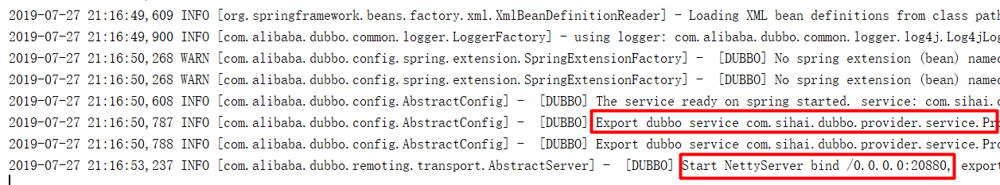 2019-07-27 21:16:49,609 INFO [org.springframework.beans.factory.xml.XmlBeanDefinitionReader] - Loading XML bean definitions from class path
2019-07-27 21:16:49,900 INFO [com.alibaba.dubbo.common.logger.LoggerFactory] - using logger: com.alibaba.dubbo.common.logger.log4j.Log4jLog
2019-07-27 21:16:50,268 WARN [com.alibaba.dubbo.config.spring.extension.SpringExtensionFactory] -  [DUBBO] No spring extension (bean) named
2019-07-27 21:16:50,268 WARN [com.alibaba.dubbo.config.spring.extension.SpringExtensionFactory] -  [DUBBO] No spring extension (bean) named
2019-07-27 21:16:50,608 INFO [com.alibaba.dubbo.config.AbstractConfig] -  [DUBBO] The service ready on spring started. service: com.sihai.d
2019-07-27 21:16:50,787 INFO [com.alibaba.dubbo.config.AbstractConfig] -  [DUBBO] Export dubbo service com.sihai.dubbo.provider.service.Pro
2019-07-27 21:16:50,788 INFO [com.alibaba.dubbo.config.AbstractConfig] -  [DUBBO] Export dubbo service com.sihai.dubbo.provider.service.Pro
2019-07-27 21:16:53,237 INFO [com.alibaba.dubbo.remoting.transport.AbstractServer] -  [DUBBO] Start NettyServer bind /0.0.0.0:20880, export